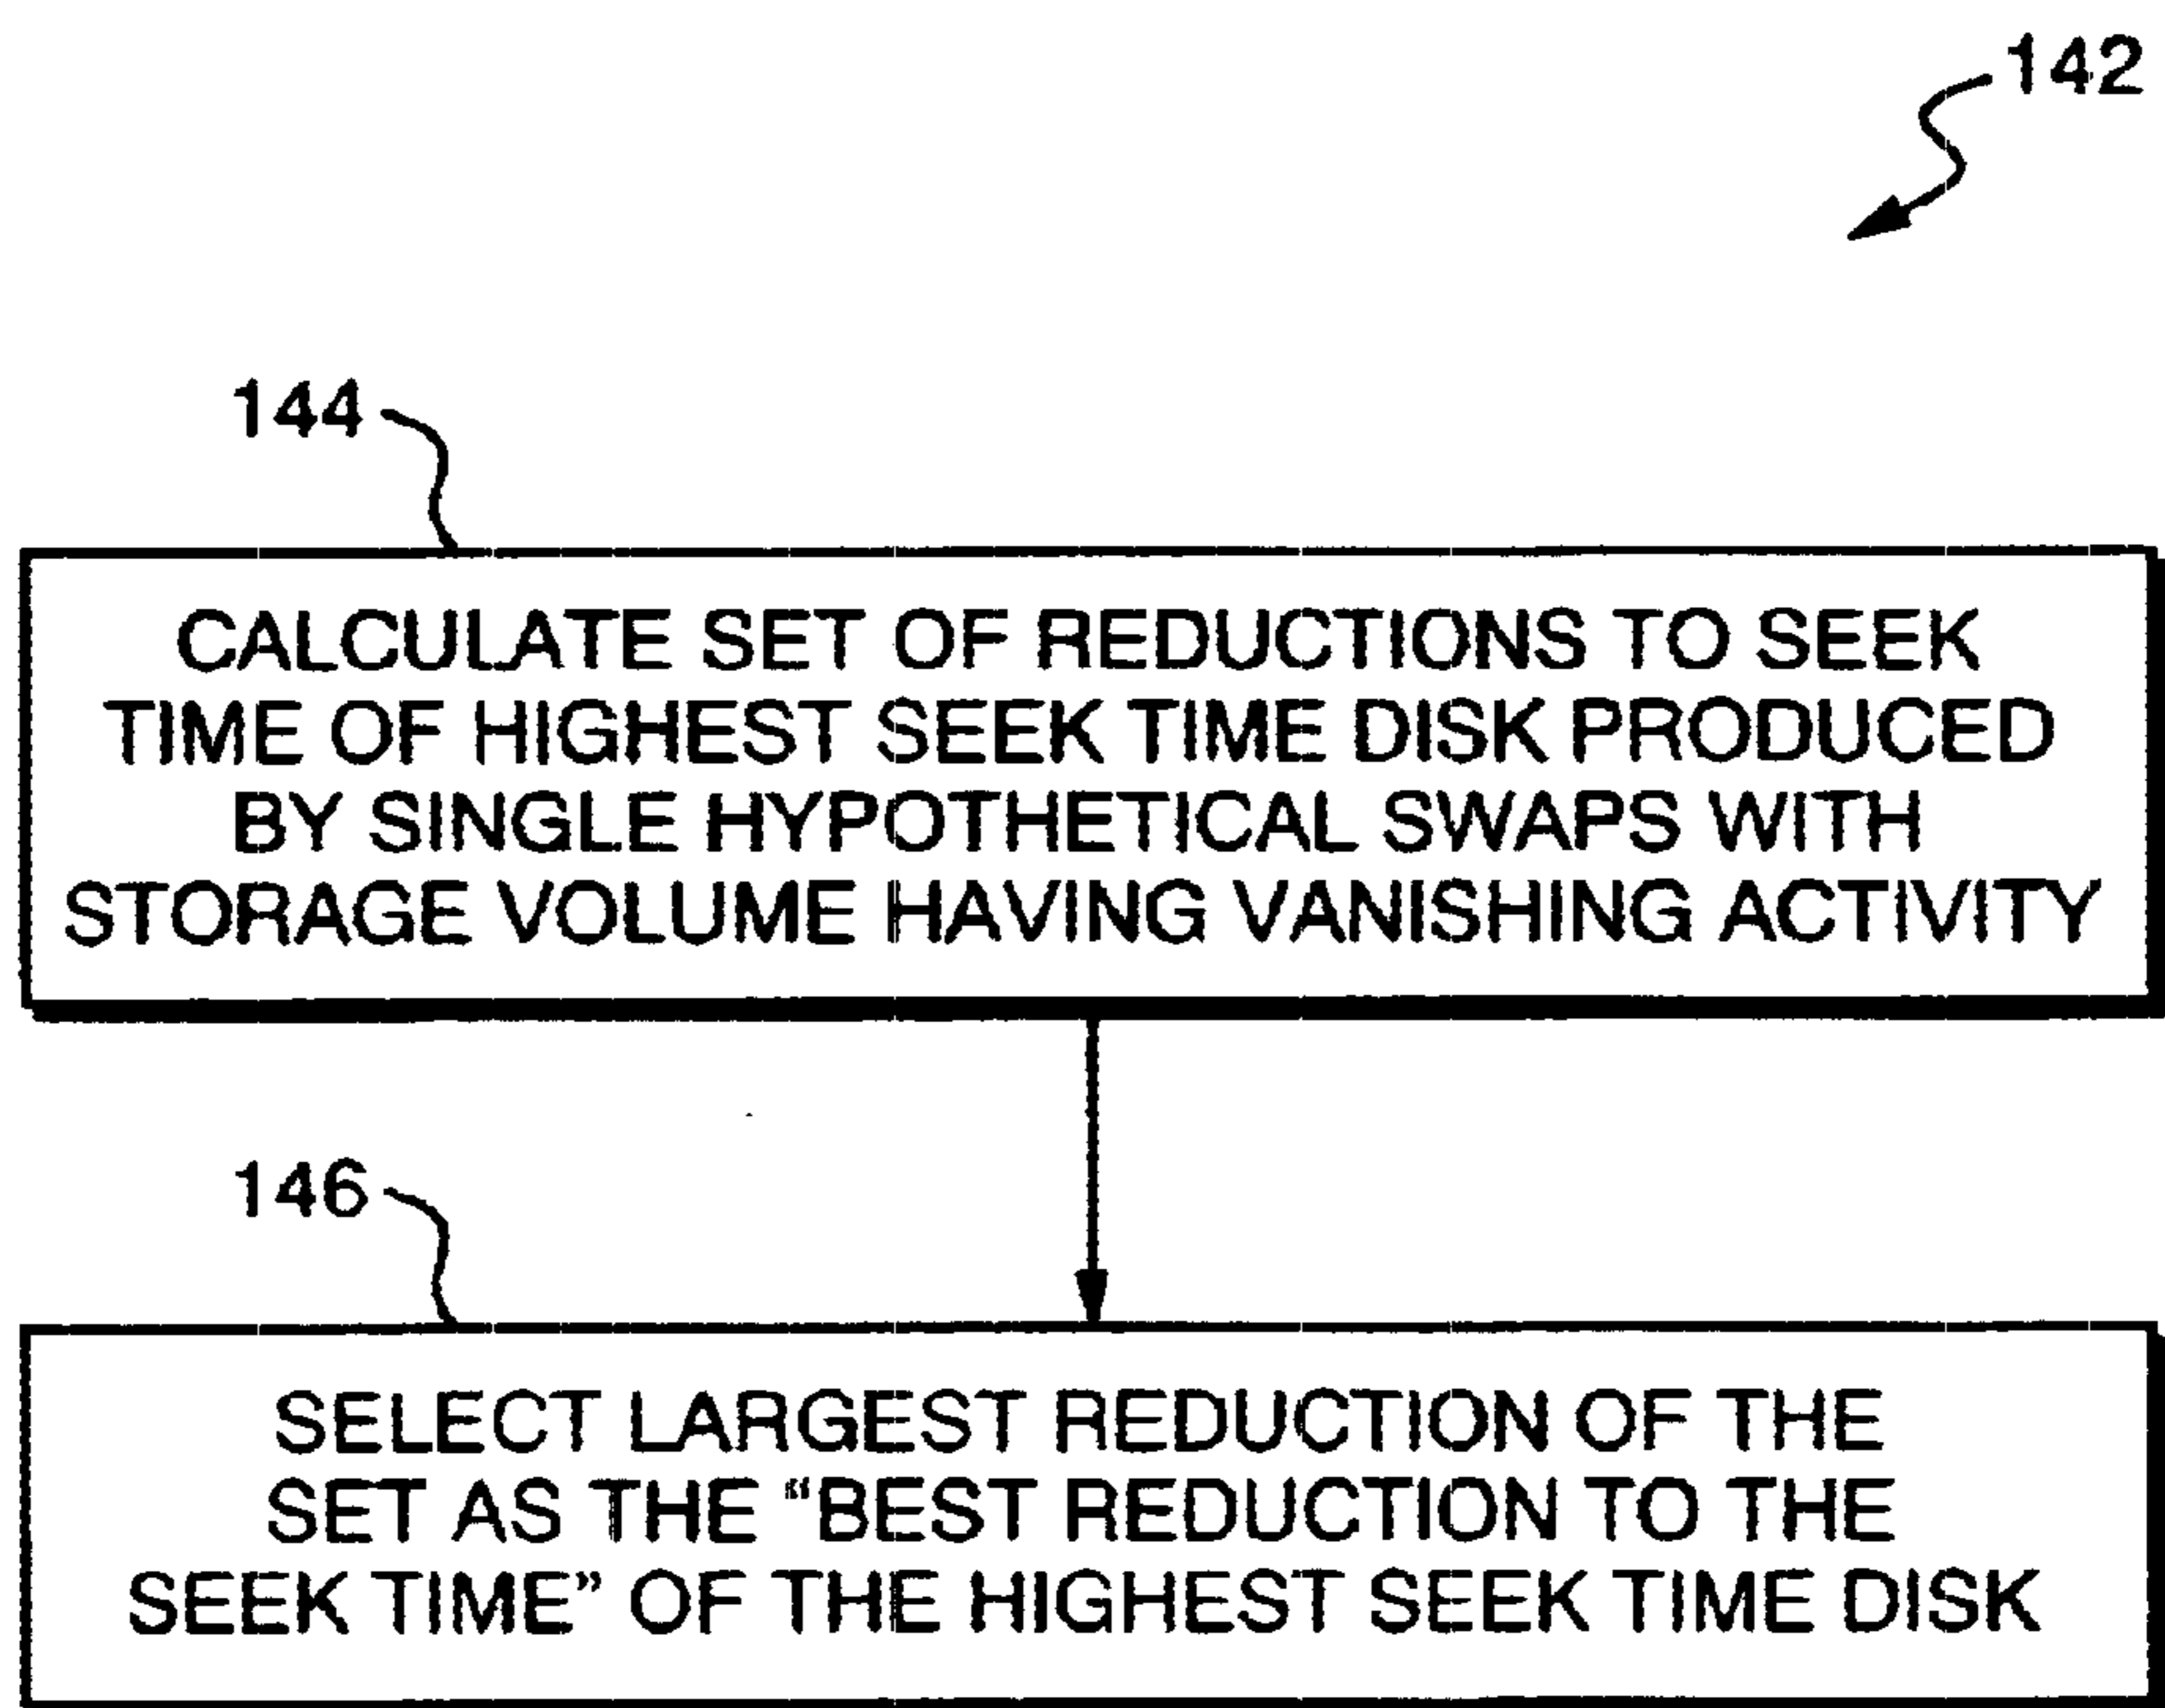 142
144
CALCULATE SET OF REDUCTIONS TO SEEK
TIME OF HIGHEST SEEK TIME DISK PRODUCED
BY SINGLE HYPOTHETICAL SWAPS WITH
STORAGE VOLUME HAVING VANISHING ACTIVITY
146
SELECT LARGEST REDUCTION OF THE
SET AS THE “BEST REDUCTION TO THE
SEEK TIME” OF THE HIGHEST SEEK TIME DISK